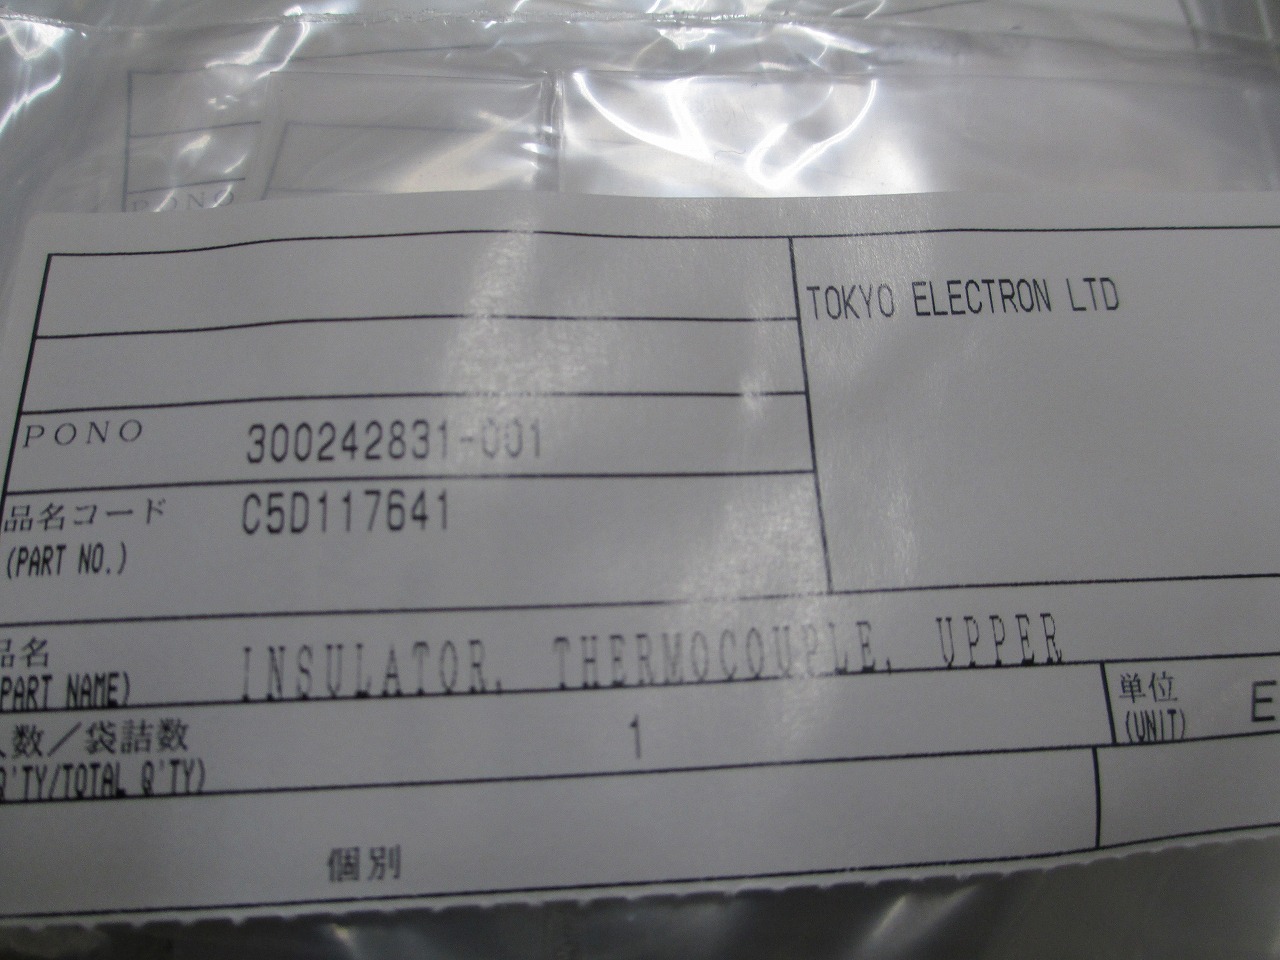 PONO
TOKYO ELECTRON LTD
PONO 300242831-001
品名コード C5D117641
(PART NO.)
品名 INSULATOR, THERMOCOUPLE, UPPER
(PART NAME)
数／袋詰数 1 単位 E
Q'TY/TOTAL Q'TY) (UNIT)
個別